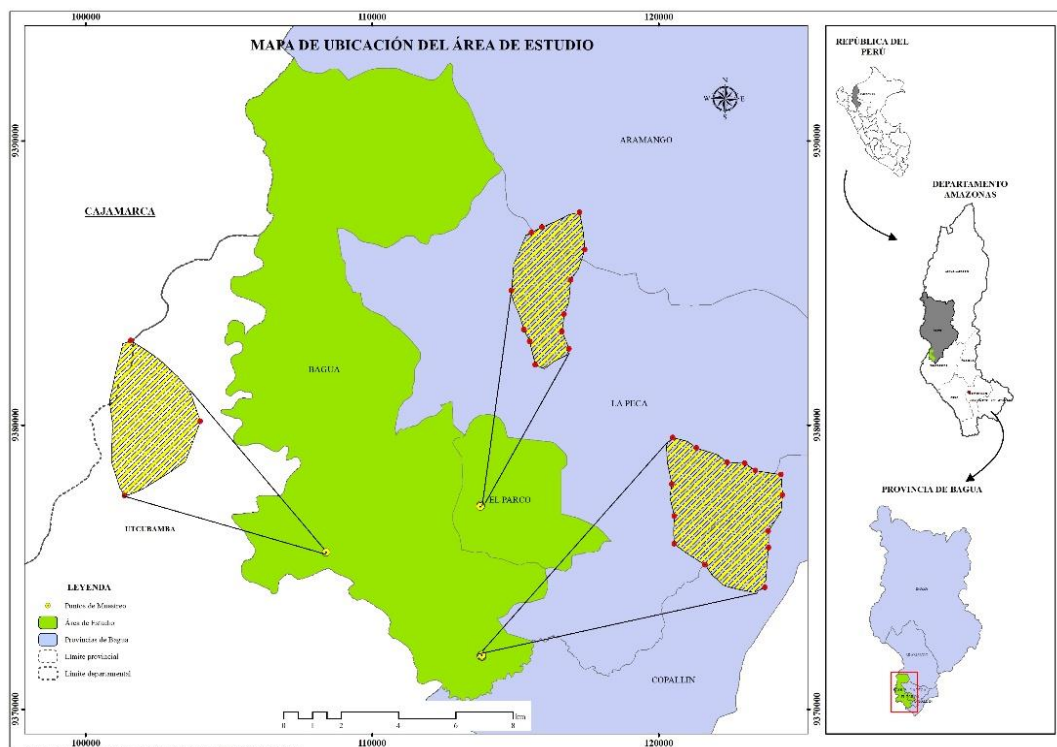 100000 110000 120000
MAPA DE UBICACIÓN DEL ÁREA DE ESTUDIO
9390000
9390000
ARAMANGO
CAJAMARCA
BAGUA
LA PECA
9380000
9380000
EL PARCO
UTCUBAMBA
COPALLIN
9370000
9370000
LEYENDA
Puntos de Muestreo
Área de Estudio
Provincias de Bagua
Límite provincial
Límite departamental
0 1 2 4 6 8
Km
100000 110000 120000
N
W E
S
REPÚBLICA DEL
PERÚ
DEPARTAMENTO
AMAZONAS
PROVINCIA DE BAGUA